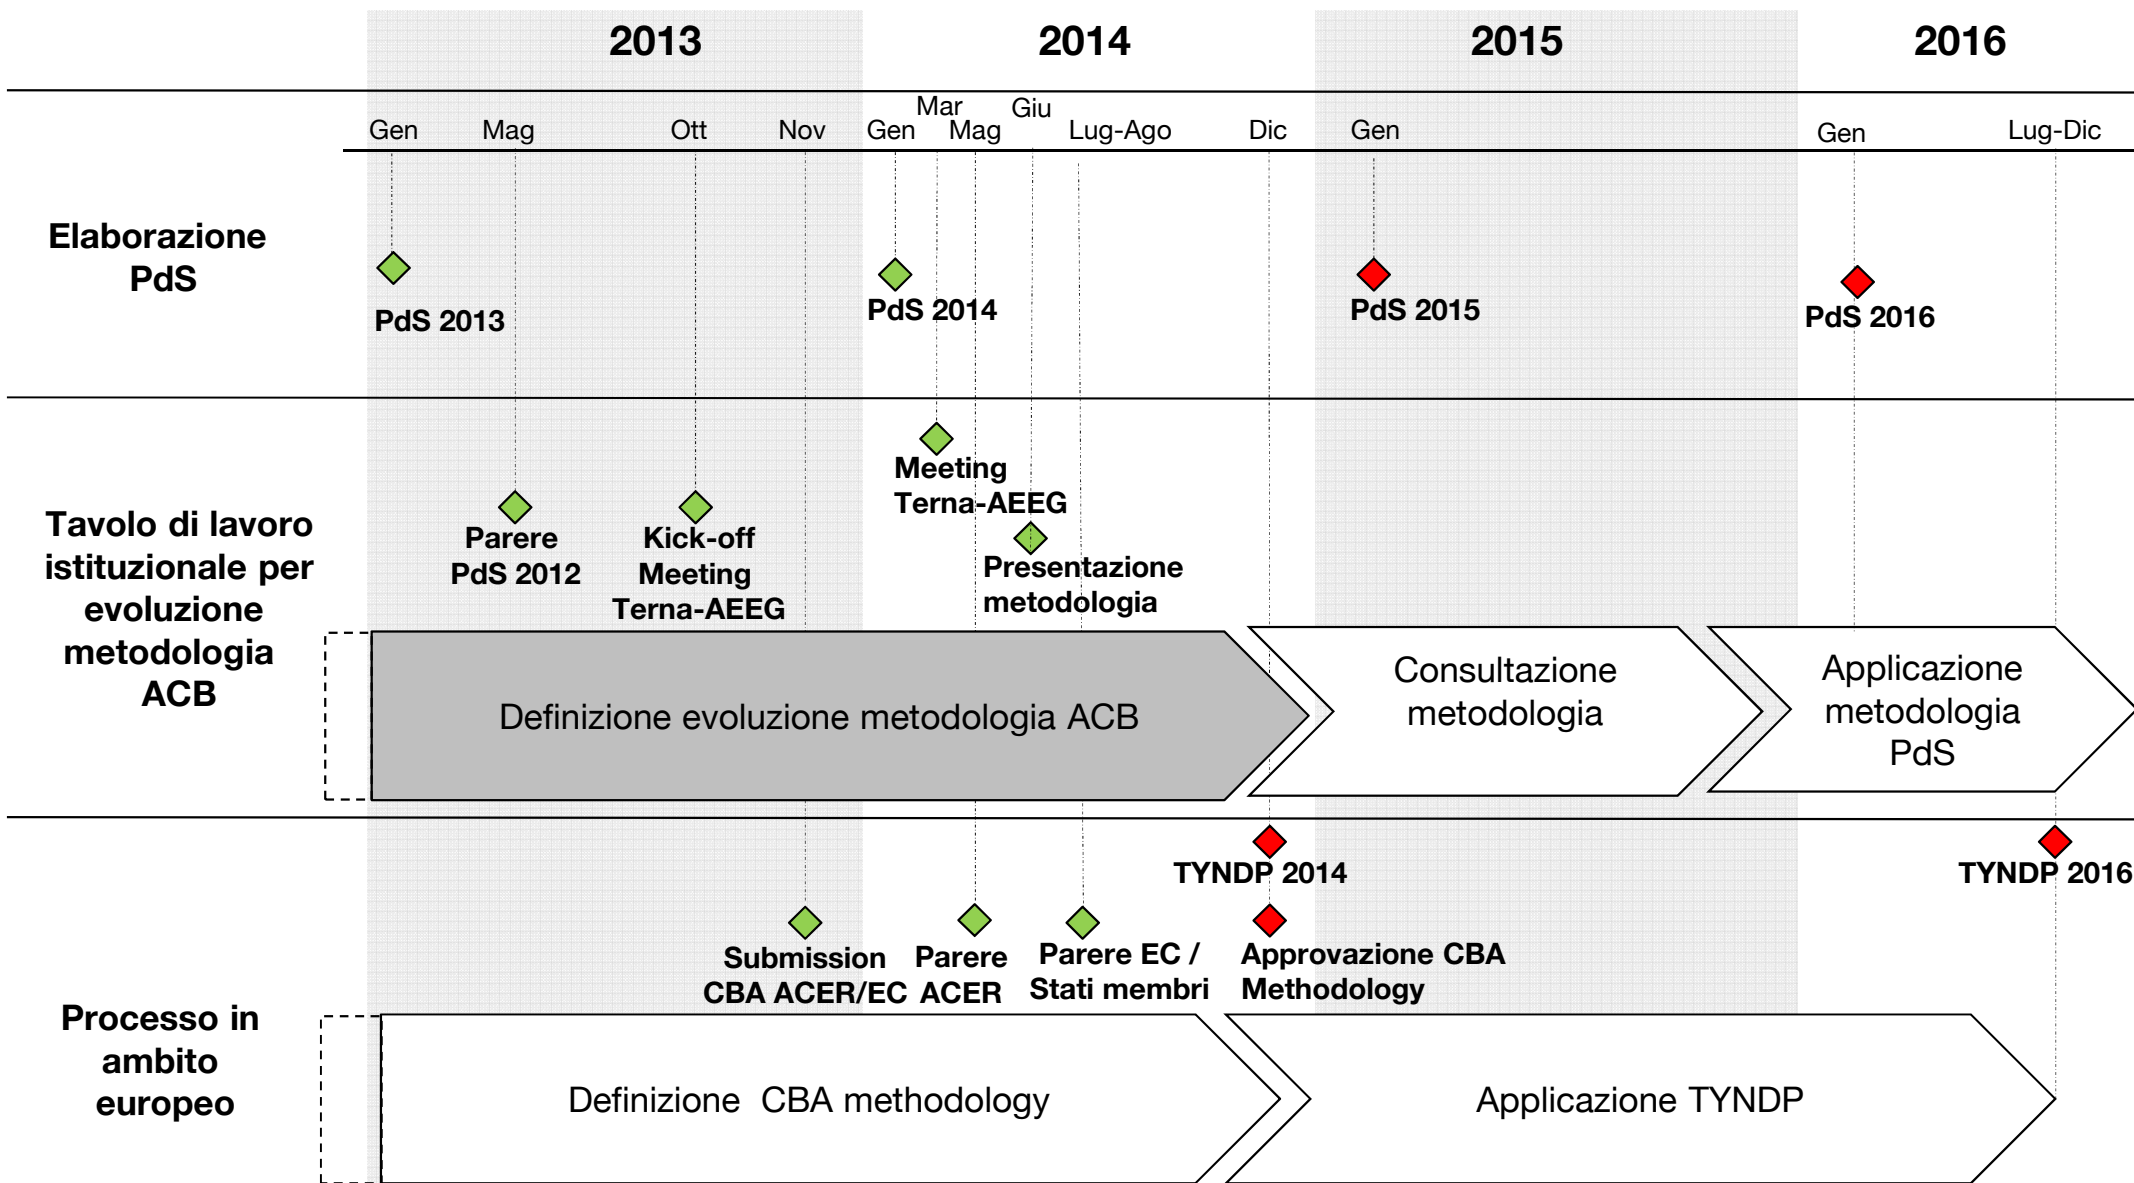 2013 2014 2015 2016
Mar Giu
Gen Mag Ott Nov Gen Mag Lug-Ago Dic Gen Gen Lug-Dic
Elaborazione
PdS
PdS 2013
PdS 2014
PdS 2015
PdS 2016
Tavolo di lavoro
istituzionale per
evoluzione
metodologia
ACB
Parere
PdS 2012
Kick-off
Meeting
Terna-AEEG
Meeting
Terna-AEEG
Presentazione
metodologia
Definizione evoluzione metodologia ACB
Consultazione
metodologia
Applicazione
metodologia
PdS
Processo in
ambito
europeo
TYNDP 2014
TYNDP 2016
Submission
CBA ACER/EC
Parere
ACER
Parere EC /
Stati membri
Approvazione CBA
Methodology
Definizione CBA methodology
Applicazione TYNDP